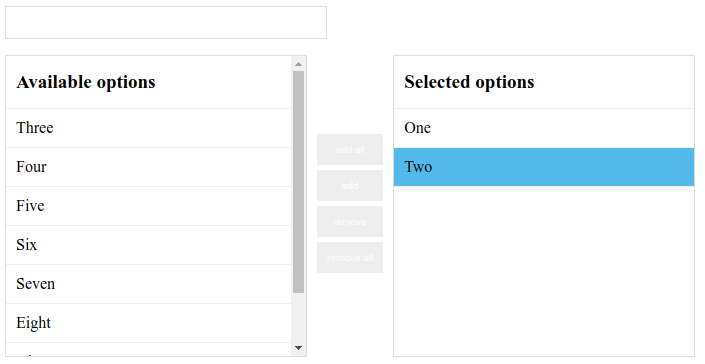 Available options
Three
Four
Five
Six
Seven
Eight
add all
add
remove
remove all
Selected options
One
Two